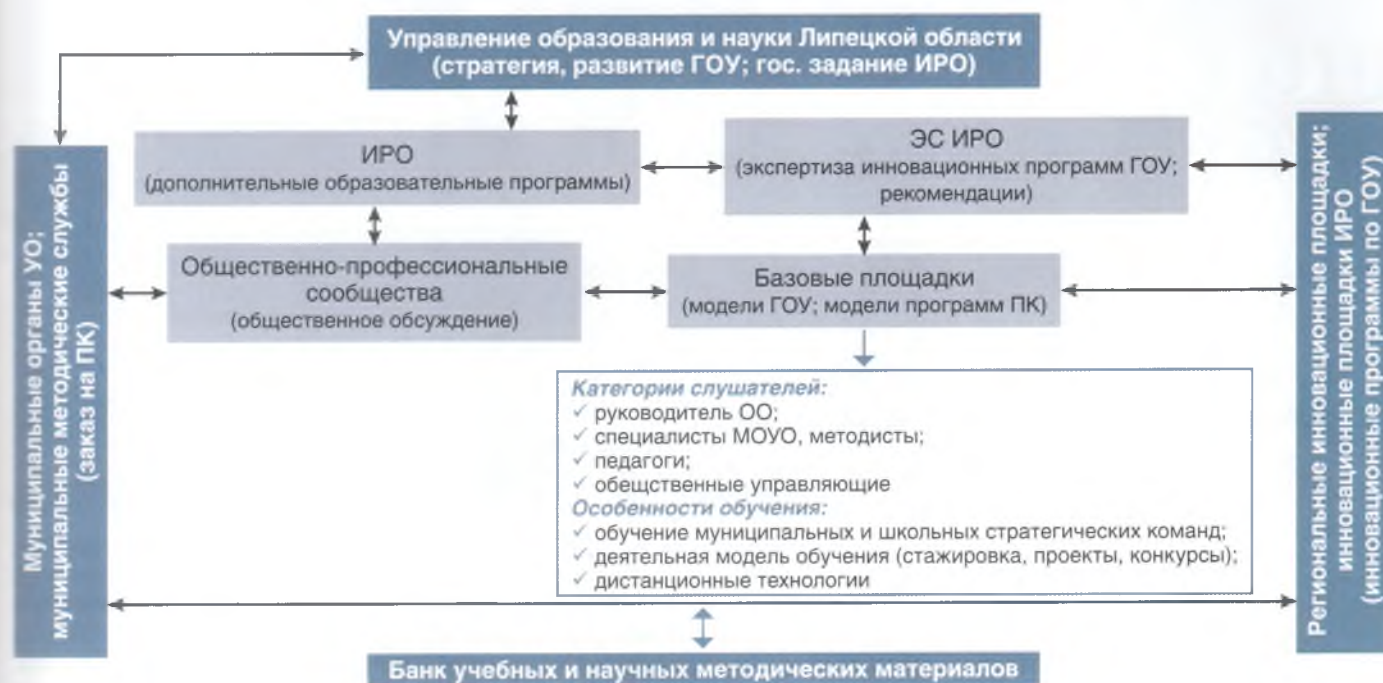 Управление образования и науки Липецкой области
(стратегия, развитие ГОУ; гос. задание ИРО)
Муниципальные органы УО;
муниципальные методические службы
(заказ на ПК)
ИРО
(дополнительные образовательные программы)
ЭС ИРО
(экспертиза инновационных программ ГОУ;
рекомендации)
Общественно-профессиональные
сообщества
(общественное обсуждение)
Базовые площадки
(модели ГОУ; модели программ ПК)
Региональные инновационные площадки;
инновационные площадки ИРО
(инновационные программы по ГОУ)
Категории слушателей:
✓ руководитель ОО;
✓ специалисты МОУО, методисты;
✓ педагоги;
✓ обещственные управляющие
Особенности обучения:
✓ обучение муниципальных и школьных стратегических команд;
✓ деятельная модель обучения (стажировка, проекты, конкурсы);
✓ дистанционные технологии
Банк учебных и научных методических материалов